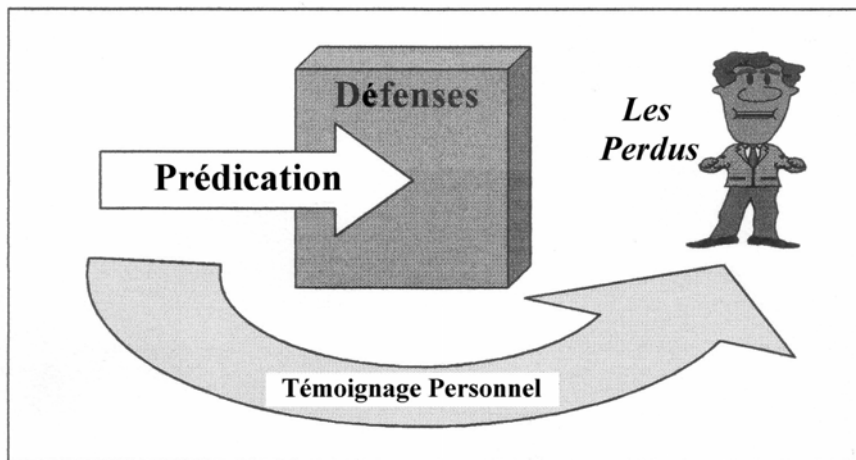 Défenses
Prédication
Les
Perdus
Témoignage Personnel